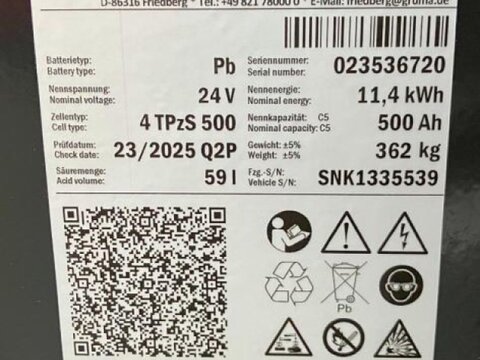 D-86316 Friedberg * Tel.: +49 821 78000 0 * E-Mail: friedberg@gruma.de
Batterietyp: Pb Seriennummer: 023536720
Battery type: Serial number:
Nennspannung: 24 V Nennenergie: 11,4 kWh
Nominal voltage: Nominal energy:
Zellentyp: 4 TPzS 500 Nennkapazität: C5 500 Ah
Cell type: Nominal capacity: C5
Prüfdatum: 23/2025 Q2P Gewicht: ±5% 362 kg
Check date: Weight: ±5%
Säuremenge: 59 l Fzg.-S/N: SNK1335539
Acid volume: Vehicle S/N:
Pb